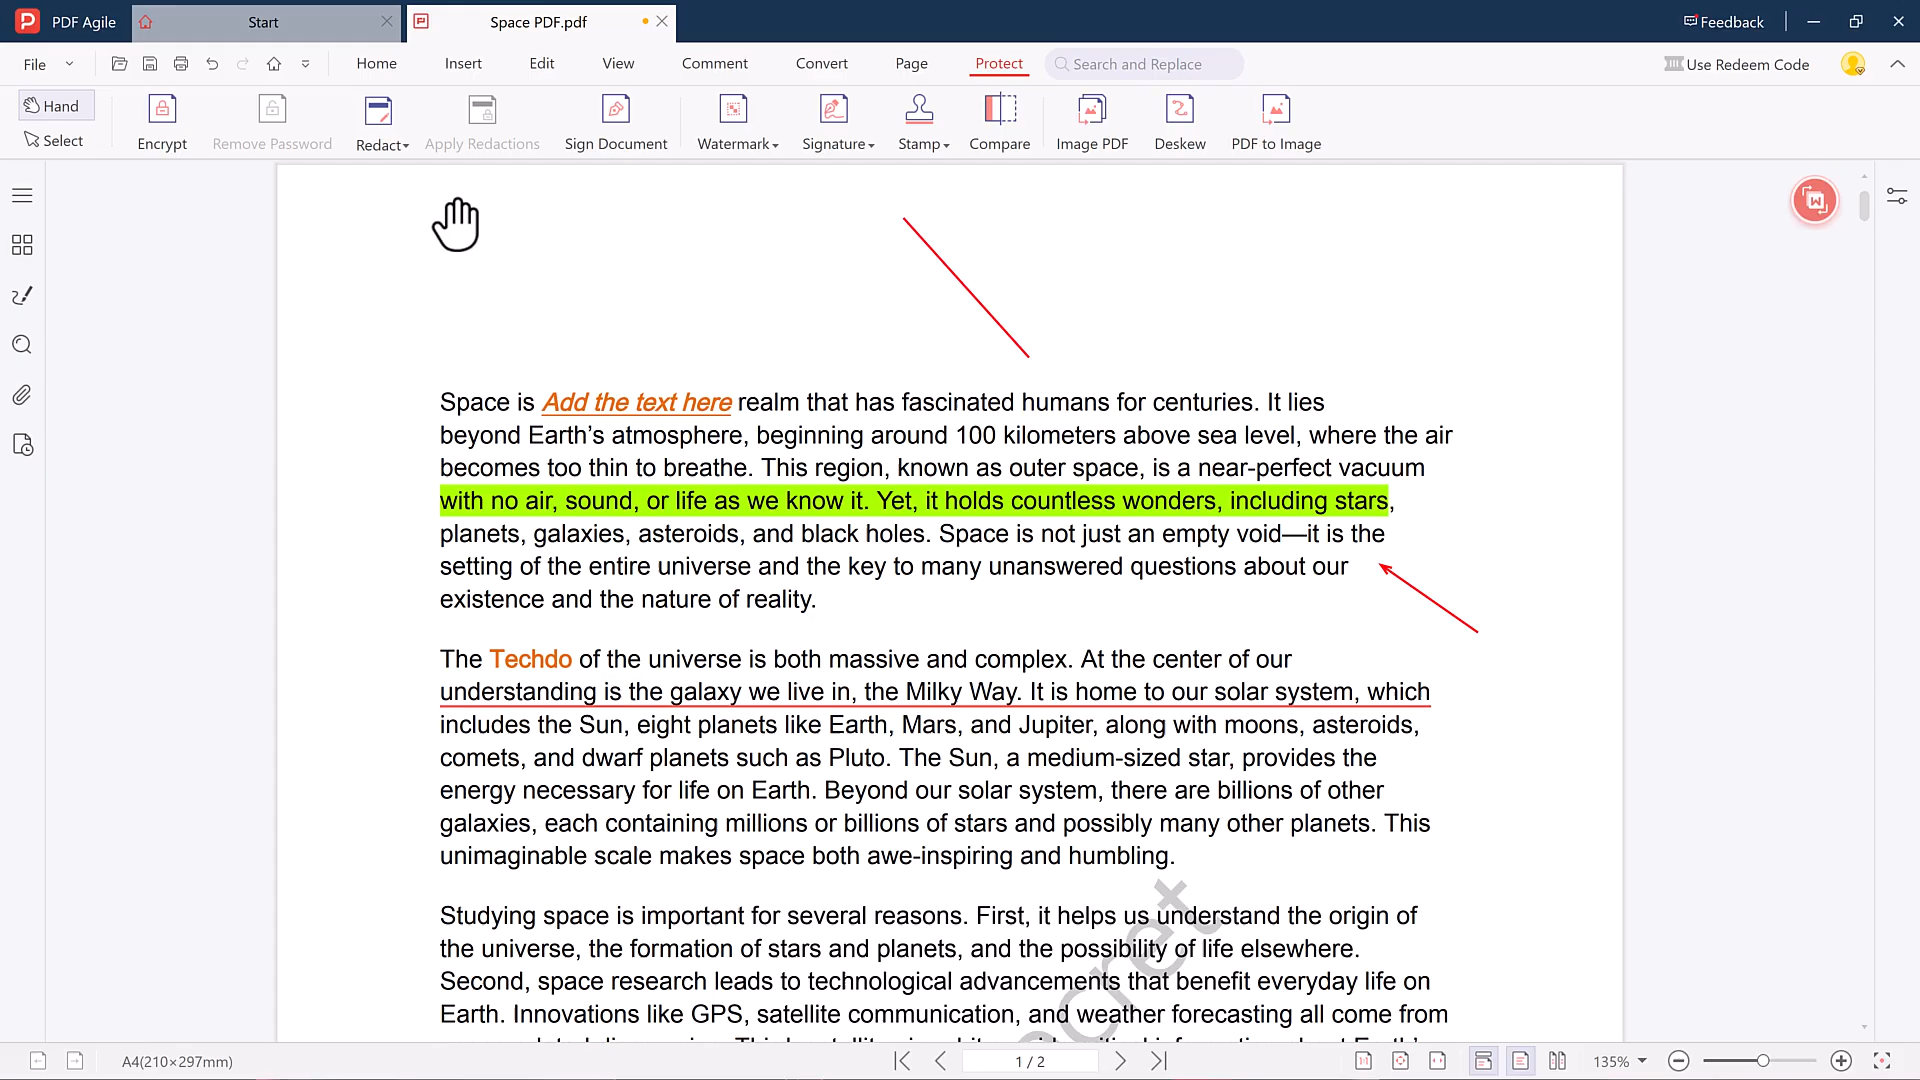 PDF Agile
Start
Space PDF.pdf
Feedback
File
Home
Insert
Edit
View
Comment
Convert
Page
Protect
Search and Replace
Use Redeem Code
Hand
Select
Encrypt
Remove Password
Redact
Apply Redactions
Sign Document
Watermark
Signature
Stamp
Compare
Image PDF
Deskew
PDF to Image
Space is Add the text here realm that has fascinated humans for centuries. It lies
beyond Earth’s atmosphere, beginning around 100 kilometers above sea level, where the air
becomes too thin to breathe. This region, known as outer space, is a near-perfect vacuum
with no air, sound, or life as we know it. Yet, it holds countless wonders, including stars,
planets, galaxies, asteroids, and black holes. Space is not just an empty void—it is the
setting of the entire universe and the key to many unanswered questions about our
existence and the nature of reality.
The Techdo of the universe is both massive and complex. At the center of our
understanding is the galaxy we live in, the Milky Way. It is home to our solar system, which
includes the Sun, eight planets like Earth, Mars, and Jupiter, along with moons, asteroids,
comets, and dwarf planets such as Pluto. The Sun, a medium-sized star, provides the
energy necessary for life on Earth. Beyond our solar system, there are billions of other
galaxies, each containing millions or billions of stars and possibly many other planets. This
unimaginable scale makes space both awe-inspiring and humbling.
Studying space is important for several reasons. First, it helps us understand the origin of
the universe, the formation of stars and planets, and the possibility of life elsewhere.
Second, space research leads to technological advancements that benefit everyday life on
Earth. Innovations like GPS, satellite communication, and weather forecasting all come from
A4(210×297mm)
1 / 2
135%